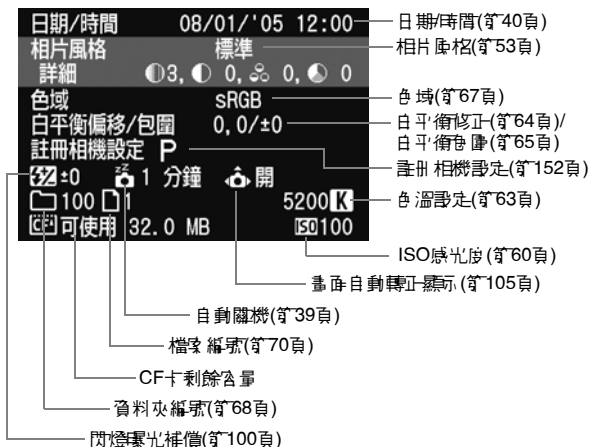 日期/時間 08/01/'05 12:00
日期/時間(第40頁)
相片風格 標準
相片風格(第53頁)
詳細 3, 0, 0, 0
色域 sRGB
色域(第67頁)
白平衡偏移/包圍 0,0/±0
白平衡修正(第64頁)/
白平衡包圍(第65頁)
註冊相機設定 P
註冊相機設定(第152頁)
±0 zz 1 分鐘 開
100 1 5200 K
色溫設定(第63頁)
[CF] 可使用 32.0 MB ISO100
ISO感光度(第60頁)
畫面自動轉正顯示(第105頁)
自動關機(第39頁)
檔案編號(第70頁)
CF卡剩餘容量
資料夾編號(第68頁)
閃燈曝光補償(第100頁)